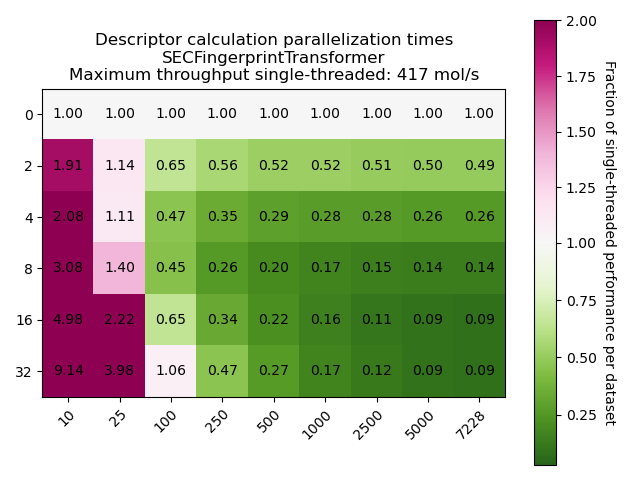 Descriptor calculation parallelization times
SECFingerprintTransformer
Maximum throughput single-threaded: 417 mol/s
0 1.00 1.00 1.00 1.00 1.00 1.00 1.00 1.00 1.00
2 1.91 1.14 0.65 0.56 0.52 0.52 0.51 0.50 0.49
4 2.08 1.11 0.47 0.35 0.29 0.28 0.28 0.26 0.26
8 3.08 1.40 0.45 0.26 0.20 0.17 0.15 0.14 0.14
16 4.98 2.22 0.65 0.34 0.22 0.16 0.11 0.09 0.09
32 9.14 3.98 1.06 0.47 0.27 0.17 0.12 0.09 0.09
10 25 100 250 500 1000 2500 5000 7228
2.00
1.75
1.50
1.25
1.00
0.75
0.50
0.25
Fraction of single-threaded performance per dataset